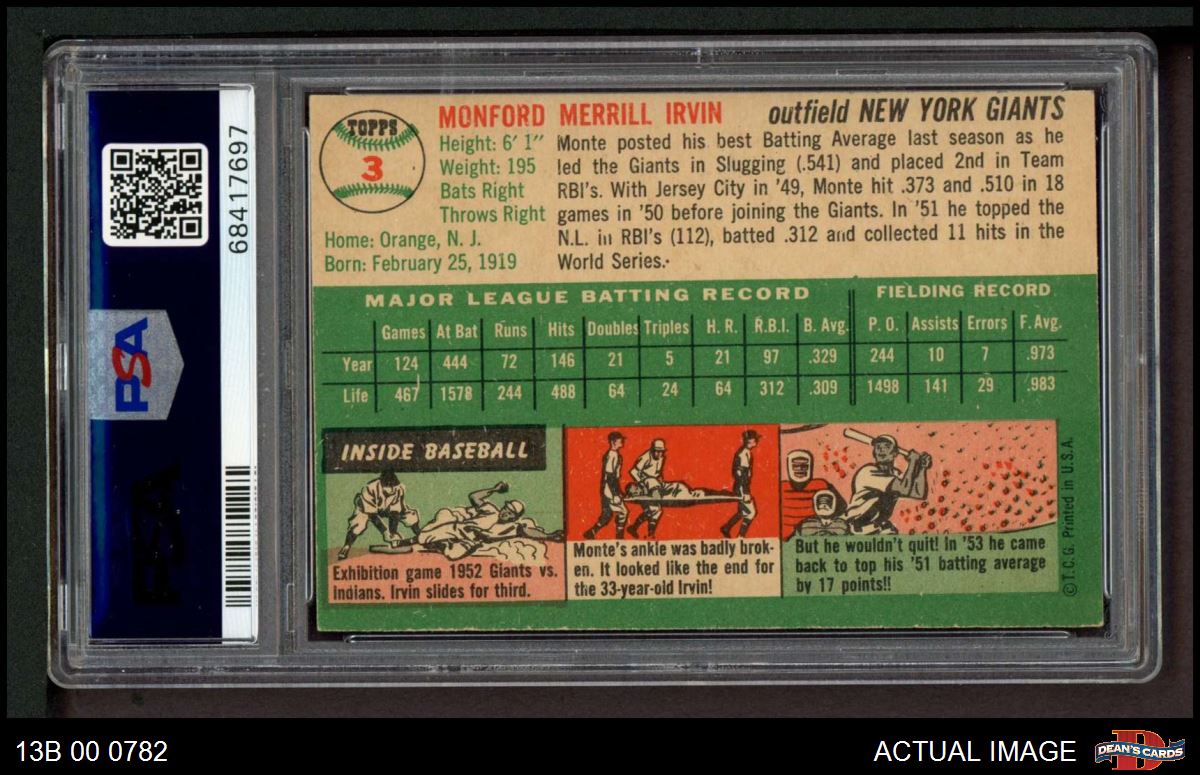 PSA
68417697
TOPPS
3
MONFORD MERRILL IRVIN outfield NEW YORK GIANTS
Height: 6' 1"
Weight: 195
Bats Right
Throws Right
Home: Orange, N. J.
Born: February 25, 1919
Monte posted his best Batting Average last season as he
led the Giants in Slugging (.541) and placed 2nd in Team
RBI's. With Jersey City in '49, Monte hit .373 and .510 in 18
games in '50 before joining the Giants. In '51 he topped the
N.L. in RBI's (112), batted .312 and collected 11 hits in the
World Series.
MAJOR LEAGUE BATTING RECORD FIELDING RECORD
Games At Bat Runs Hits Doubles Triples H. R. R.B.I. B. Avg. P. O. Assists Errors F. Avg.
Year 124 444 72 146 21 5 21 97 .329 244 10 7 .973
Life 467 1578 244 488 64 24 64 312 .309 1498 141 29 .983
INSIDE BASEBALL
Exhibition game 1952 Giants vs.
Indians. Irvin slides for third.
Monte's ankle was badly brok-
en. It looked like the end for
the 33-year-old Irvin!
But he wouldn't quit! In '53 he came
back to top his '51 batting average
by 17 points!!
© T.C.G. Printed in U.S.A.
13B 00 0782
ACTUAL IMAGE
DEAN'S CARDS